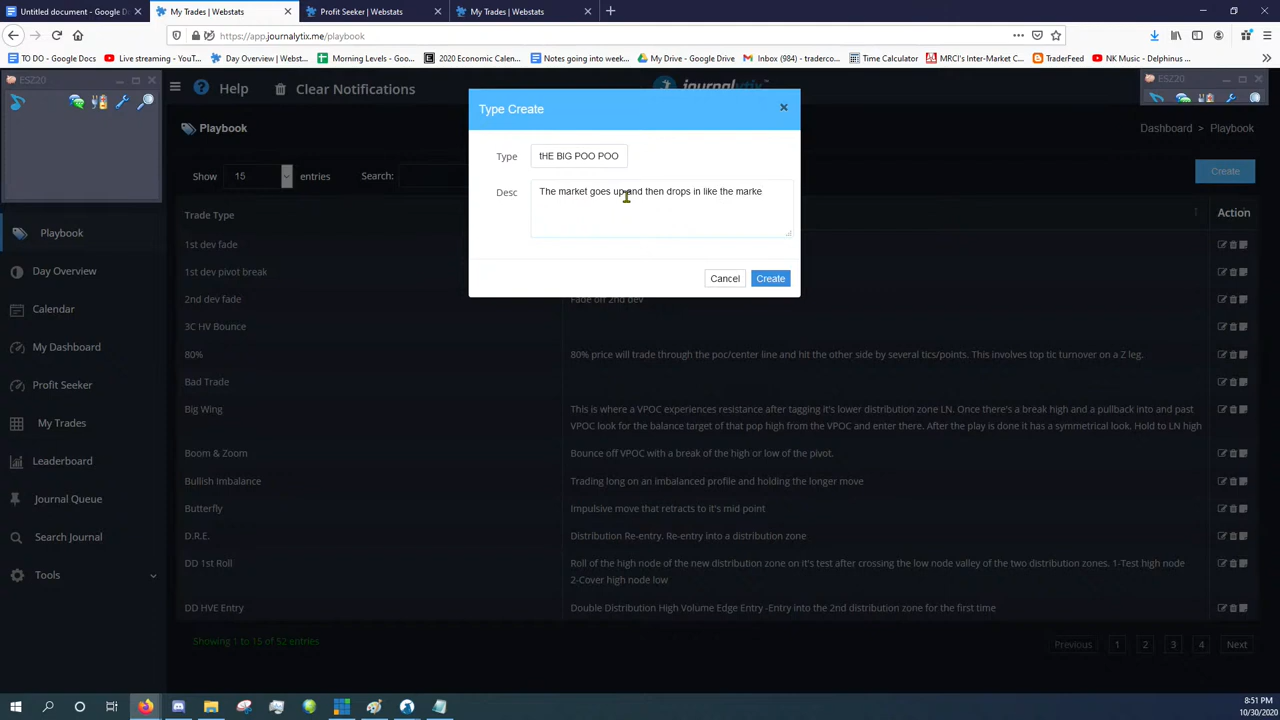 Untitled document - Google D
My Trades | Webstats
Profit Seeker | Webstats
My Trades | Webstats
https://app.journalytix.me/playbook
TO DO - Google Docs
Live streaming - YouT...
Day Overview | Webst...
Morning Levels - Goo...
2020 Economic Calen...
Notes going into week...
My Drive - Google Dr...
Inbox (984) - traderco...
Time Calculator
MRCI's Inter-Market C...
TraderFeed
NK Music - Delphinus ...
ESZ20
Help
Clear Notifications
journalytix
ESZ20
Type Create
Playbook
Dashboard > Playbook
Type
tHE BIG POO POO
Show
15
entries
Search:
Create
Desc
The market goes up and then drops in like the marke
Trade Type
Action
Playbook
1st dev fade
Day Overview
1st dev pivot break
Cancel
Create
2nd dev fade
Fade off 2nd dev
Calendar
3C HV Bounce
My Dashboard
80%
80% price will trade through the poc/center line and hit the other side by several tics/points. This involves top tic turnover on a Z leg.
Profit Seeker
Bad Trade
Big Wing
This is where a VPOC experiences resistance after tagging it's lower distribution zone LN. Once there's a break high and a pullback into and past
My Trades
VPOC look for the balance target of that pop high from the VPOC and enter there. After the play is done it has a symmetrical look. Hold to LN high
Boom & Zoom
Bounce off VPOC with a break of the high or low of the pivot.
Leaderboard
Bullish Imbalance
Trading long on an imbalanced profile and holding the longer move
Journal Queue
Butterfly
Impulsive move that retracts to it's mid point
Search Journal
D.R.E.
Distribution Re-entry. Re-entry into a distribution zone
DD 1st Roll
Roll of the high node of the new distribution zone on it's test after crossing the low node valley of the two distribution zones. 1-Test high node
2-Cover high node low
Tools
DD HVE Entry
Double Distribution High Volume Edge Entry -Entry into the 2nd distribution zone for the first time
Showing 1 to 15 of 52 entries
Previous
1
2
3
4
Next
8:51 PM
10/30/2020